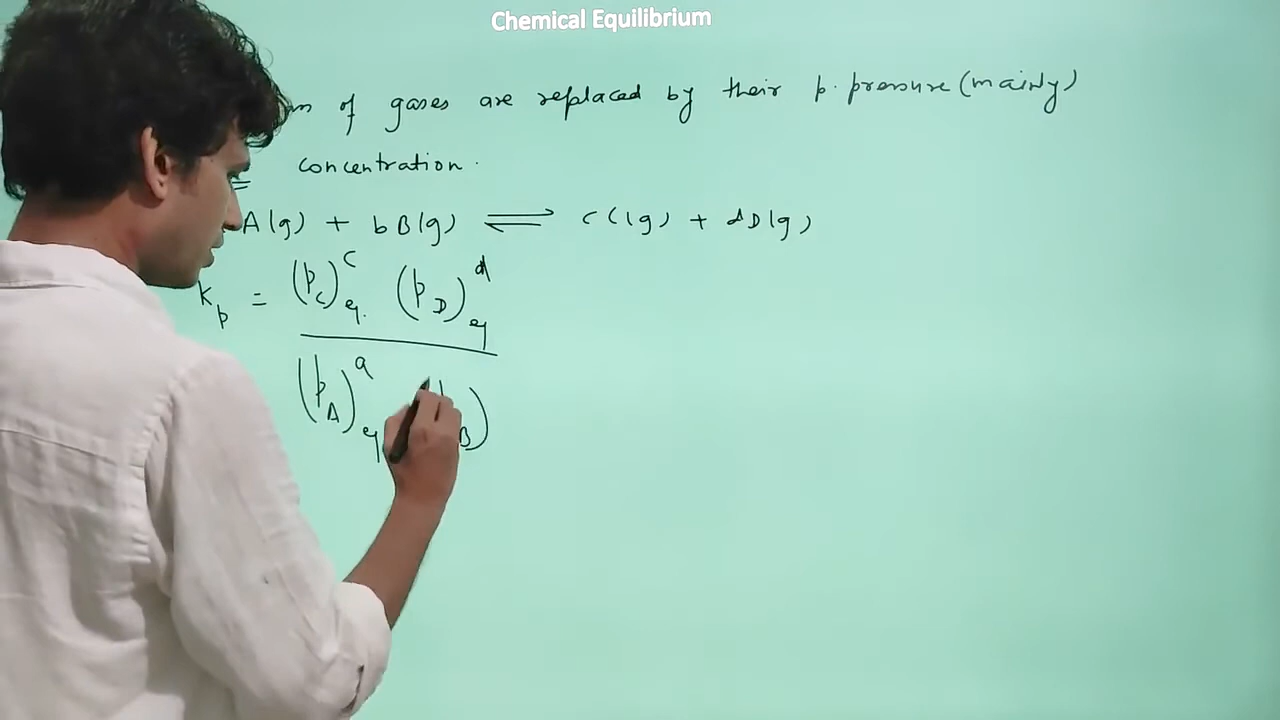 Chemical Equilibrium
of gases are replaced by their p. pressure (mainly)
concentration.
A(g) + bB(g) ⇌ cC(g) + dD(g)
Kp = (pC)^c eq. (pD)^d eq
(pA)^a eq (pB)